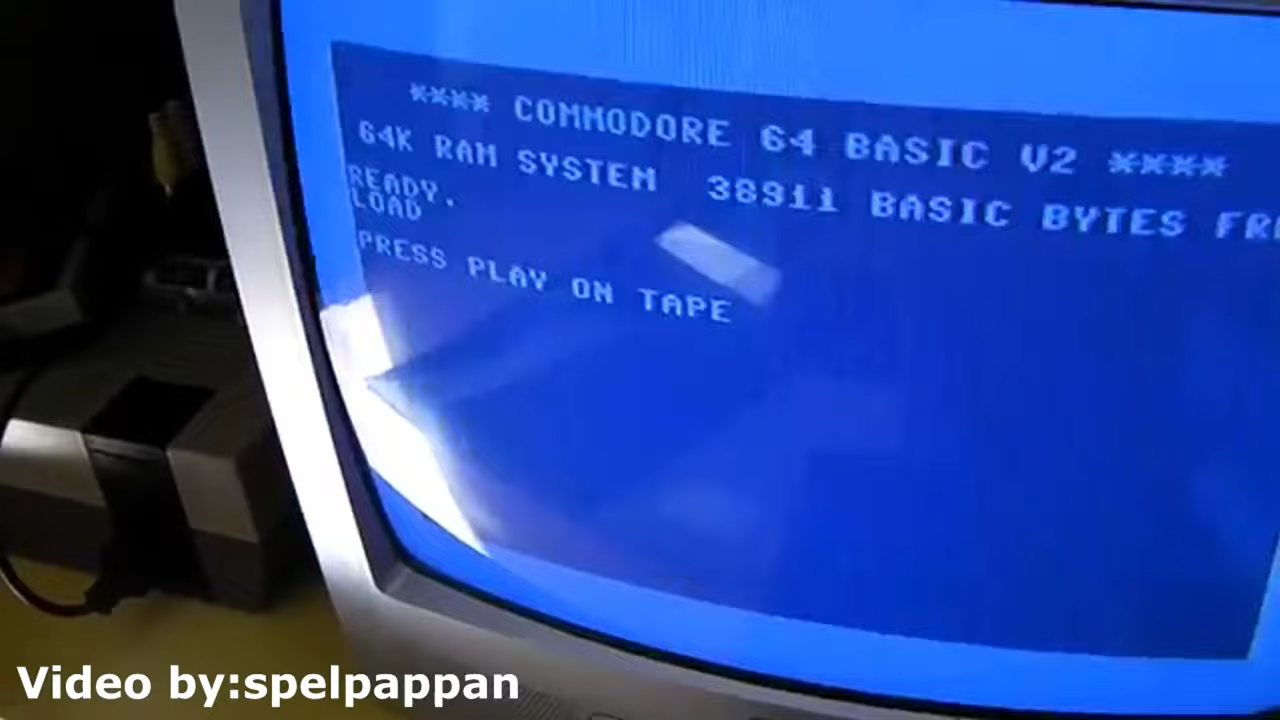 **** COMMODORE 64 BASIC V2 ****
64K RAM SYSTEM 38911 BASIC BYTES FRE
READY.
LOAD
PRESS PLAY ON TAPE
Video by:spelpappan